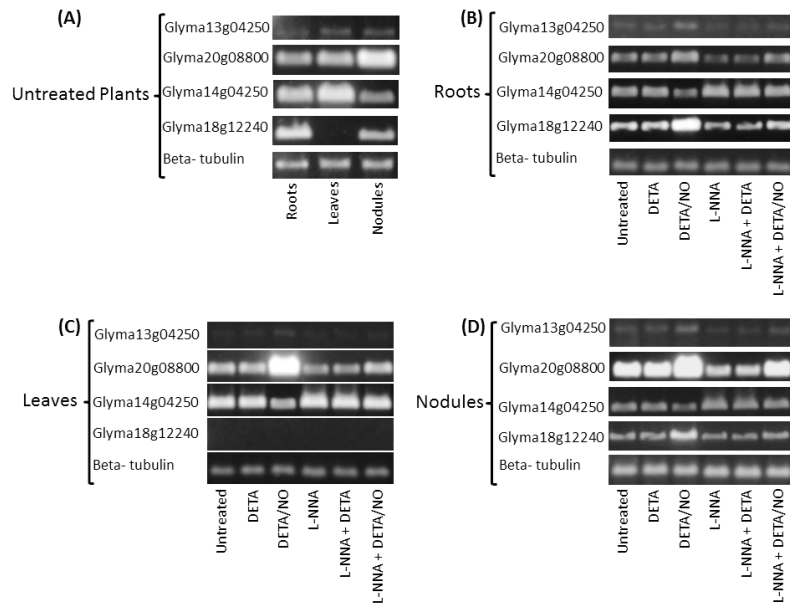 (A)
Untreated Plants
Glyma13g04250
Glyma20g08800
Glyma14g04250
Glyma18g12240
Beta- tubulin
Roots
Leaves
Nodules
(B)
Roots
Glyma13g04250
Glyma20g08800
Glyma14g04250
Glyma18g12240
Beta- tubulin
Untreated
DETA
DETA/NO
L-NNA
L-NNA + DETA
L-NNA + DETA/NO
(C)
Leaves
Glyma13g04250
Glyma20g08800
Glyma14g04250
Glyma18g12240
Beta- tubulin
Untreated
DETA
DETA/NO
L-NNA
L-NNA + DETA
L-NNA + DETA/NO
(D)
Nodules
Glyma13g04250
Glyma20g08800
Glyma14g04250
Glyma18g12240
Beta- tubulin
Untreated
DETA
DETA/NO
L-NNA
L-NNA + DETA
L-NNA + DETA/NO